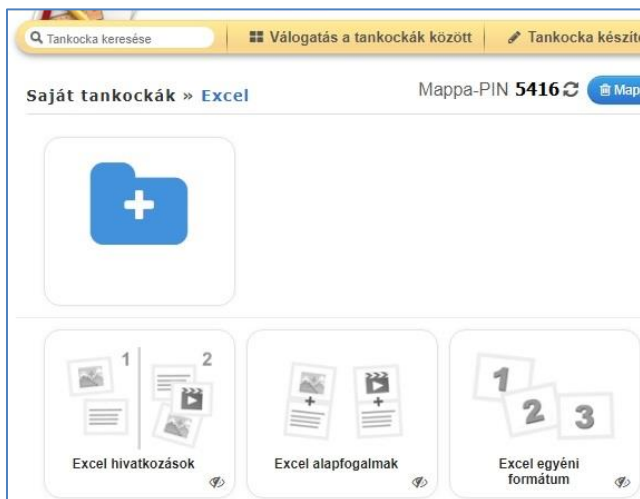 Tankocka keresése
Válogatás a tankockák között
Tankocka készít
Saját tankockák » Excel
Mappa-PIN 5416
Map
1
2
Excel hivatkozások
Excel alapfogalmak
1
2
3
Excel egyéni
formátum